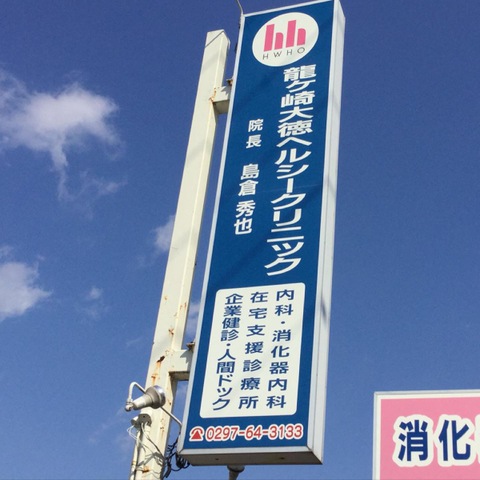 HWHO
龍ヶ崎大徳ヘルシークリニック
院長 島倉秀也
内科・消化器内科
在宅支援診療所
企業健診・人間ドック
☎0297-64-3133
消化